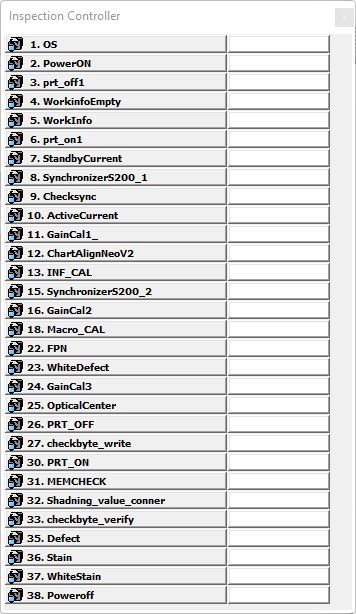 Inspection Controller
1. OS
2. PowerON
3. prt_off1
4. WorkinfoEmpty
5. WorkInfo
6. prt_on1
7. StandbyCurrent
8. SynchronizerS200_1
9. Checksync
10. ActiveCurrent
11. GainCal1_
12. ChartAlignNeoV2
13. INF_CAL
15. SynchronizerS200_2
16. GainCal2
18. Macro_CAL
22. FPN
23. WhiteDefect
24. GainCal3
25. OpticalCenter
26. PRT_OFF
27. checkbyte_write
30. PRT_ON
31. MEMCHECK
32. Shadning_value_conner
33. checkbyte_verify
35. Defect
36. Stain
37. WhiteStain
38. Poweroff